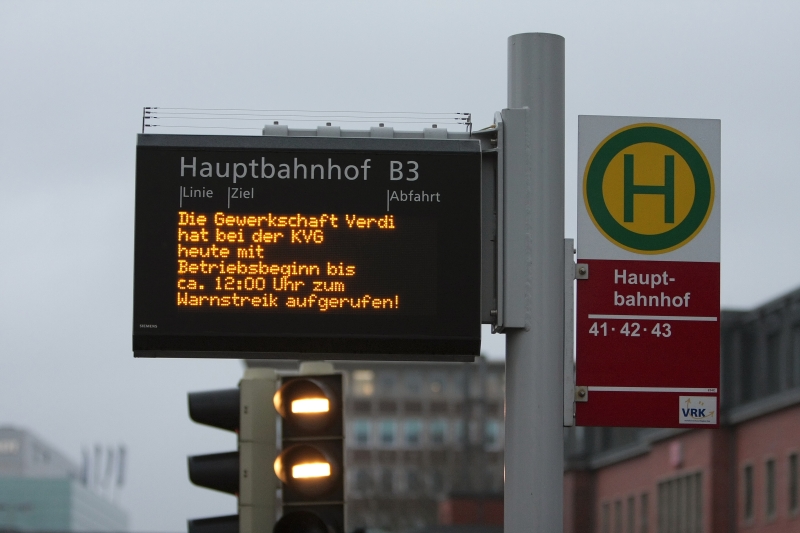 Hauptbahnhof B3
Linie Ziel Abfahrt
Die Gewerkschaft Verdi
hat bei der KVG
heute mit
Betriebsbeginn bis
ca. 12:00 Uhr zum
Warnstreik aufgerufen!
SIEMENS
H
Haupt-
bahnhof
41·42·43
VRK